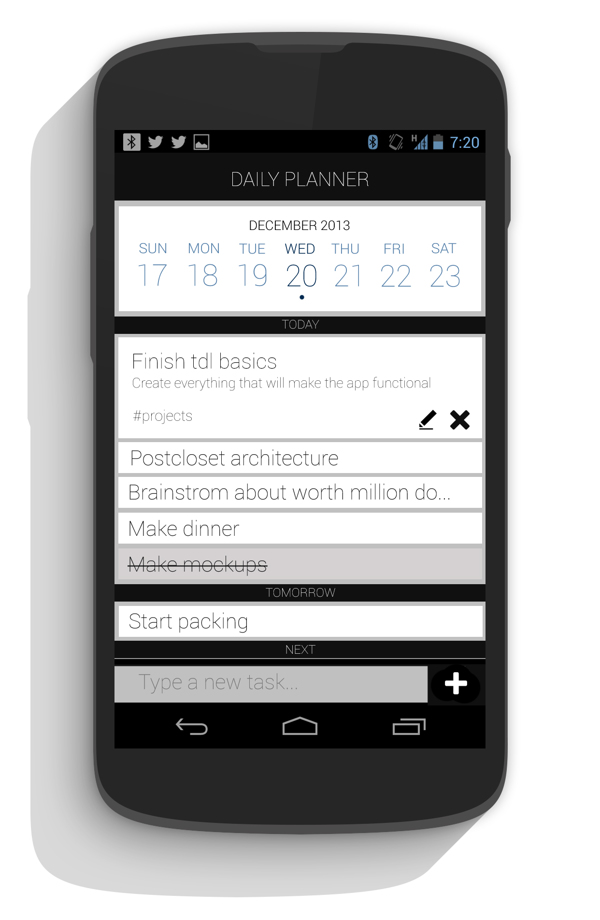 H 7:20
DAILY PLANNER
DECEMBER 2013
SUN MON TUE WED THU FRI SAT
17 18 19 20 21 22 23
TODAY
Finish tdl basics
Create everything that will make the app functional
#projects
Postcloset architecture
Brainstrom about worth million do...
Make dinner
Make mockups
TOMORROW
Start packing
NEXT
Type a new task...